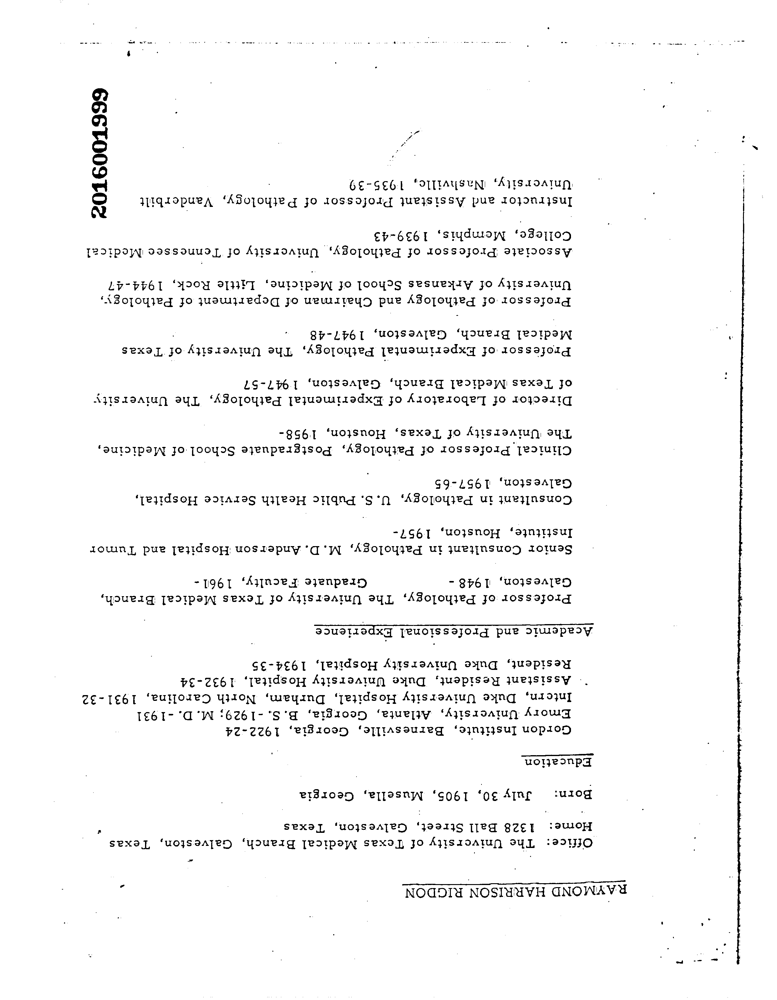 RAYMOND HARRISON RIGDON
Office: The University of Texas Medical Branch, Galveston, Texas
Home: 1328 Ball Street, Galveston, Texas
Born: July 30, 1905, Musella, Georgia
Education
Gordon Institute, Barnesville, Georgia, 1922-24
Emory University, Atlanta, Georgia, B.S.-1929; M.D.-1931
Intern, Duke University Hospital, Durham, North Carolina, 1931-32
Assistant Resident, Duke University Hospital, 1932-34
Resident, Duke University Hospital, 1934-35
Academic and Professional Experience
Professor of Pathology, The University of Texas Medical Branch,
Galveston, 1948- Graduate Faculty, 1961-
Senior Consultant in Pathology, M.D. Anderson Hospital and Tumor
Institute, Houston, 1957-
Consultant in Pathology, U.S. Public Health Service Hospital,
Galveston, 1957-65
Clinical Professor of Pathology, Postgraduate School of Medicine,
The University of Texas, Houston, 1958-
Director of Laboratory of Experimental Pathology, The University
of Texas Medical Branch, Galveston, 1947-57
Professor of Experimental Pathology, The University of Texas
Medical Branch, Galveston, 1947-48
Professor of Pathology and Chairman of Department of Pathology,
University of Arkansas School of Medicine, Little Rock, 1944-47
Associate Professor of Pathology, University of Tennessee Medical
College, Memphis, 1939-43
Instructor and Assistant Professor of Pathology, Vanderbilt
University, Nashville, 1935-39
2016001999